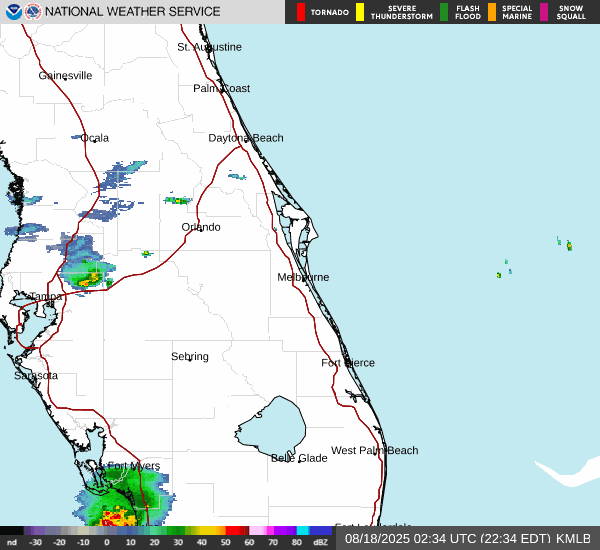 NATIONAL WEATHER SERVICE
TORNADO
SEVERE
THUNDERSTORM
FLASH
FLOOD
SPECIAL
MARINE
SNOW
SQUALL
St. Augustine
Gainesville
Palm Coast
Ocala
Daytona Beach
Orlando
Melbourne
Tampa
Sebring
Fort Pierce
Sarasota
West Palm Beach
Belle Glade
Fort Myers
Fort Lauderdale
nd -30 -20 -10 0 10 20 30 40 50 60 70 80 dBZ
08/18/2025 02:34 UTC (22:34 EDT) KMLB